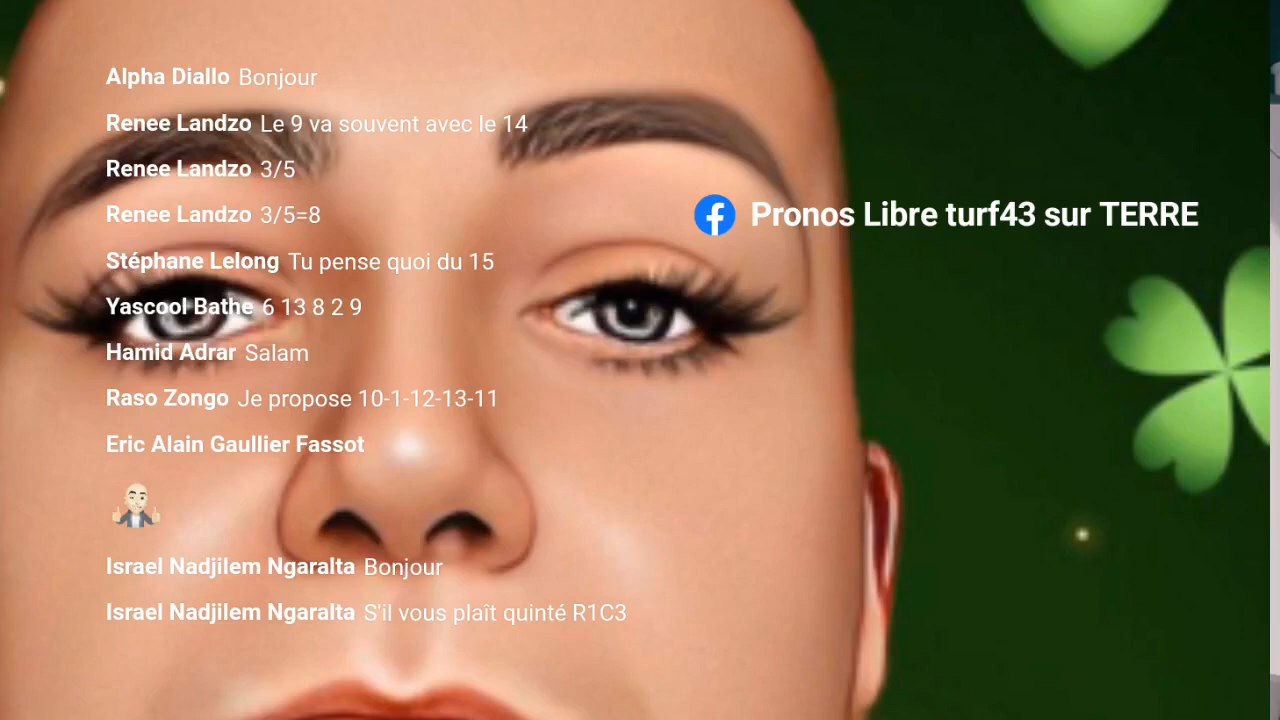 Alpha Diallo Bonjour
Renee Landzo Le 9 va souvent avec le 14
Renee Landzo 3/5
Renee Landzo 3/5=8
Stéphane Lelong Tu pense quoi du 15
Yascool Bathe 6 13 8 2 9
Hamid Adrar Salam
Raso Zongo Je propose 10-1-12-13-11
Eric Alain Gaullier Fassot
Israel Nadjilem Ngaralta Bonjour
Israel Nadjilem Ngaralta S'il vous plaît quinté R1C3
Pronos Libre turf43 sur TERRE